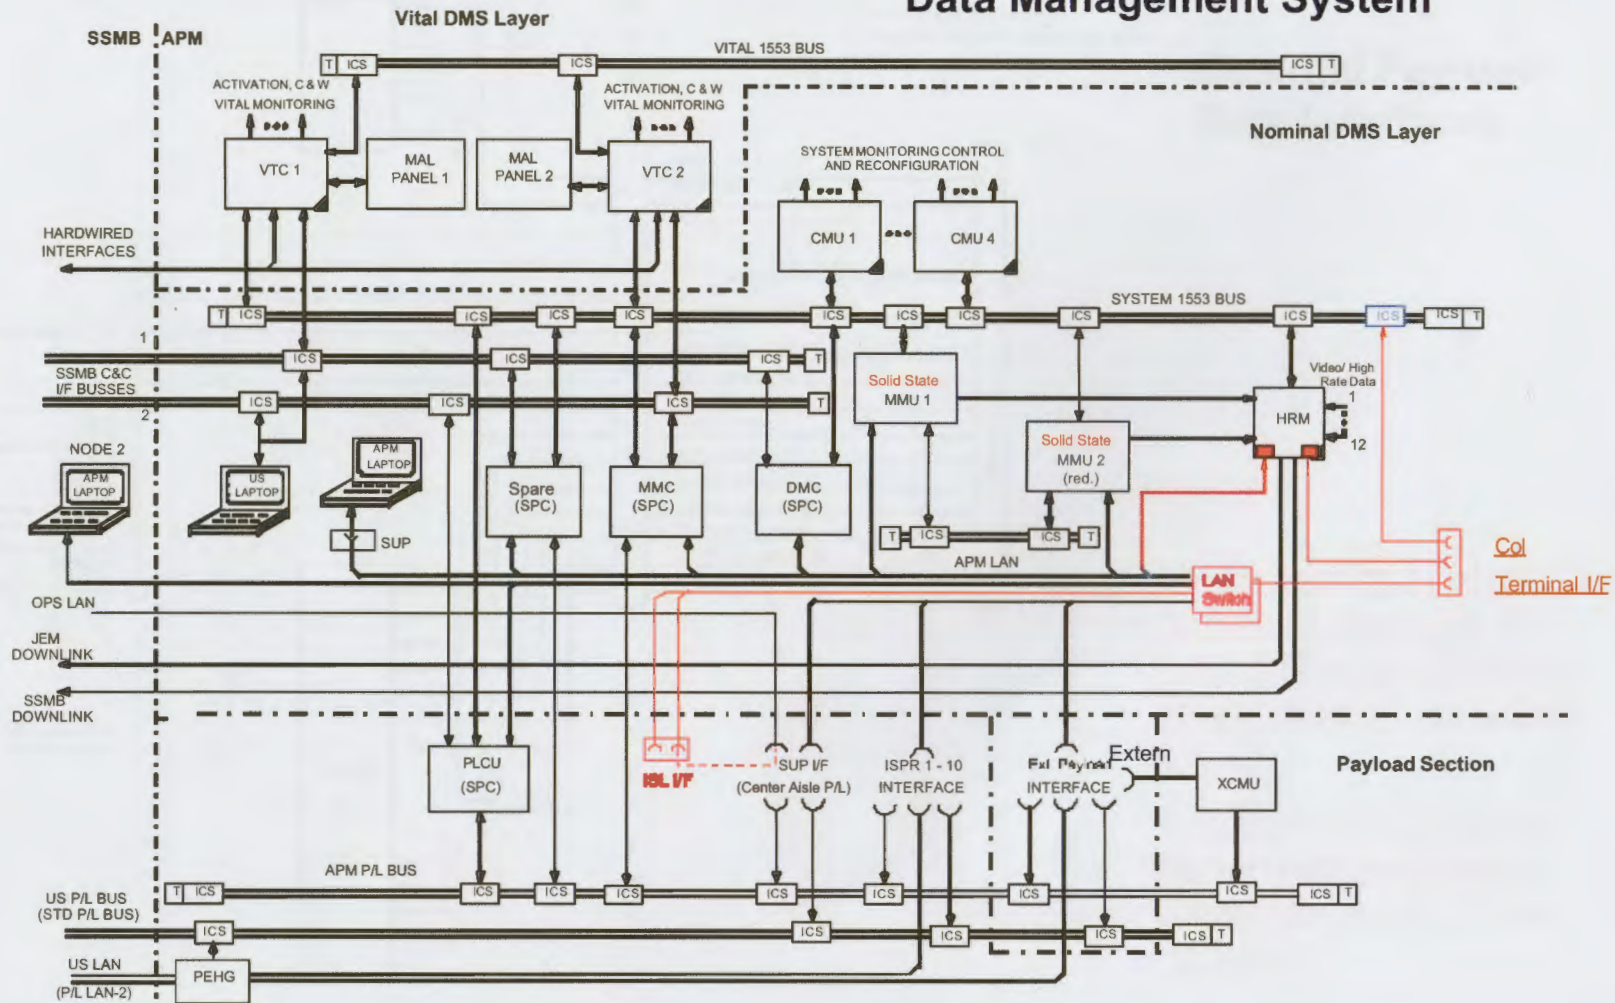 Data Management System
Vital DMS Layer
SSMB
APM
VITAL 1553 BUS
T
ICS
ICS
ICS
T
ACTIVATION, C & W
VITAL MONITORING
ACTIVATION, C & W
VITAL MONITORING
Nominal DMS Layer
VTC 1
MAL
PANEL 1
MAL
PANEL 2
VTC 2
SYSTEM MONITORING CONTROL
AND RECONFIGURATION
CMU 1
CMU 4
HARDWIRED
INTERFACES
SYSTEM 1553 BUS
T
ICS
ICS
ICS
ICS
ICS
ICS
ICS
ICS
ICS
ICS
ICS
T
1
ICS
ICS
ICS
T
SSMB C&C
I/F BUSSES
2
ICS
ICS
ICS
T
Solid State
MMU 1
Video/ High
Rate Data
1
HRM
12
Solid State
MMU 2
(red.)
NODE 2
APM
LAPTOP
US
LAPTOP
APM
LAPTOP
SUP
Spare
(SPC)
MMC
(SPC)
DMC
(SPC)
T
ICS
ICS
T
APM LAN
LAN
Switch
Col
Terminal I/F
OPS LAN
JEM
DOWNLINK
SSMB
DOWNLINK
PLCU
(SPC)
ISL I/F
SUP I/F
(Center Aisle P/L)
ISPR 1 - 10
INTERFACE
Extern
INTERFACE
XCMU
Payload Section
APM P/L BUS
T
ICS
ICS
ICS
ICS
ICS
ICS
ICS
ICS
ICS
T
US P/L BUS
(STD P/L BUS)
ICS
ICS
ICS
ICS
ICS
T
US LAN
(P/L LAN-2)
PEHG